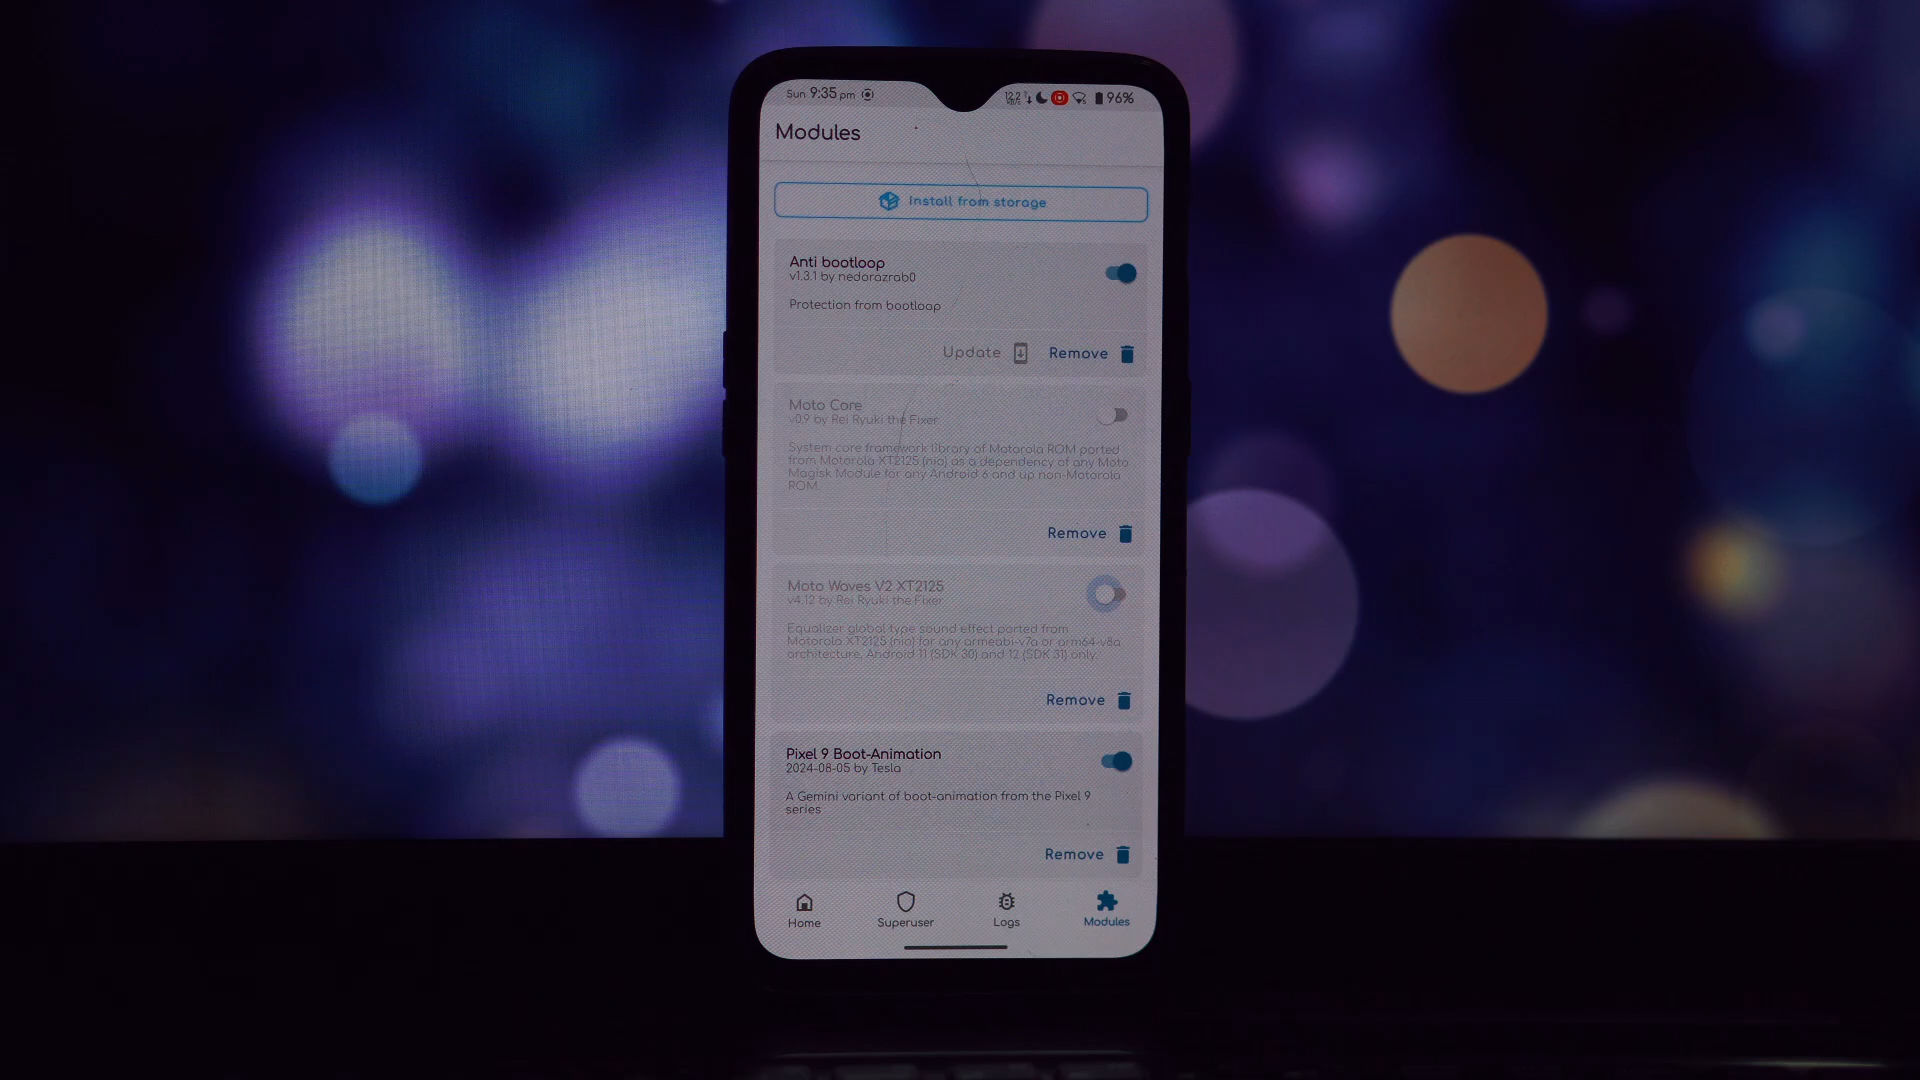 Sun 9:35 pm
12.2 KB/s 96%
Modules
Install from storage
Anti bootloop
v1.3.1 by nedorazrab0
Protection from bootloop
Update Remove
Moto Core
v0.9 by Rei Ryuki the Fixer
System core framework library of Motorola ROM ported
from Motorola XT2125 (nio) as a dependency of any Moto
Magisk Module for any Android 6 and up non-Motorola
ROM.
Remove
Moto Waves V2 XT2125
v4.12 by Rei Ryuki the Fixer
Equalizer global type sound effect ported from
Motorola XT2125 (nio) for any armeabi-v7a or arm64-v8a
architecture, Android 11 (SDK 30) and 12 (SDK 31) only.
Remove
Pixel 9 Boot-Animation
2024-08-05 by Tesla
A Gemini variant of boot-animation from the Pixel 9
series
Remove
Home Superuser Logs Modules